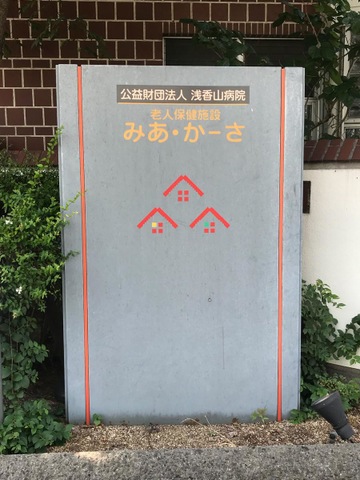 公益財団法人 浅香山病院
老人保健施設
みあ・かーさ